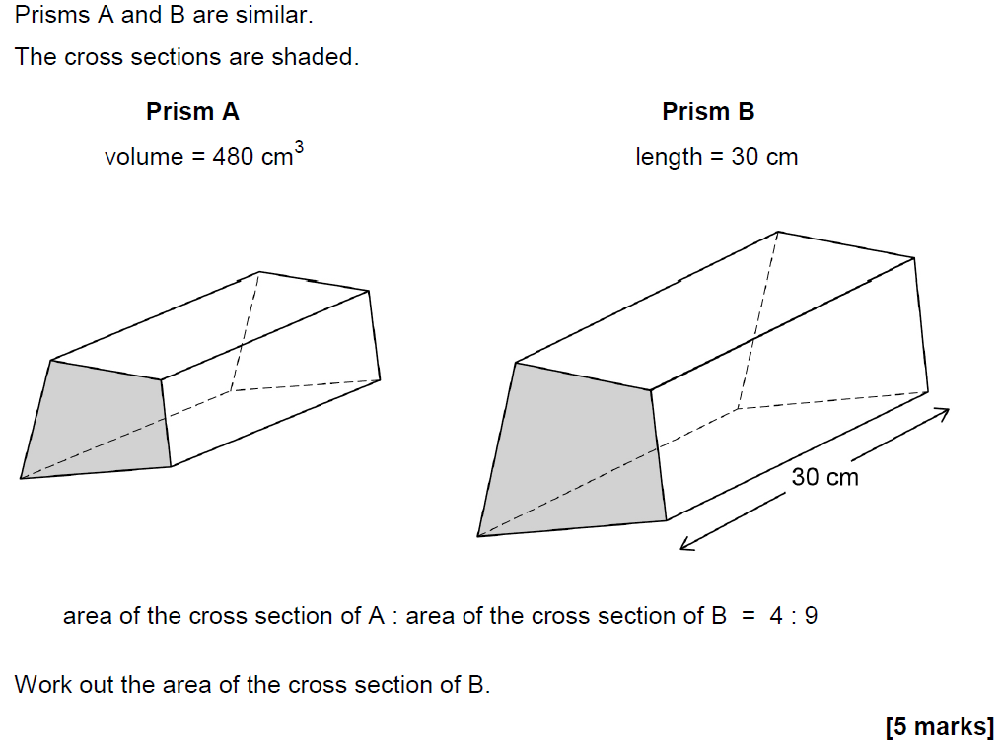 Prisms A and B are similar.
The cross sections are shaded.
Prism A
Prism B
volume = 480 cm³
length = 30 cm
30 cm
area of the cross section of A : area of the cross section of B = 4 : 9
Work out the area of the cross section of B.
[5 marks]